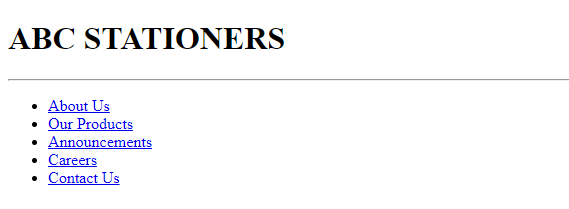 ABC STATIONERS
About Us
Our Products
Announcements
Careers
Contact Us